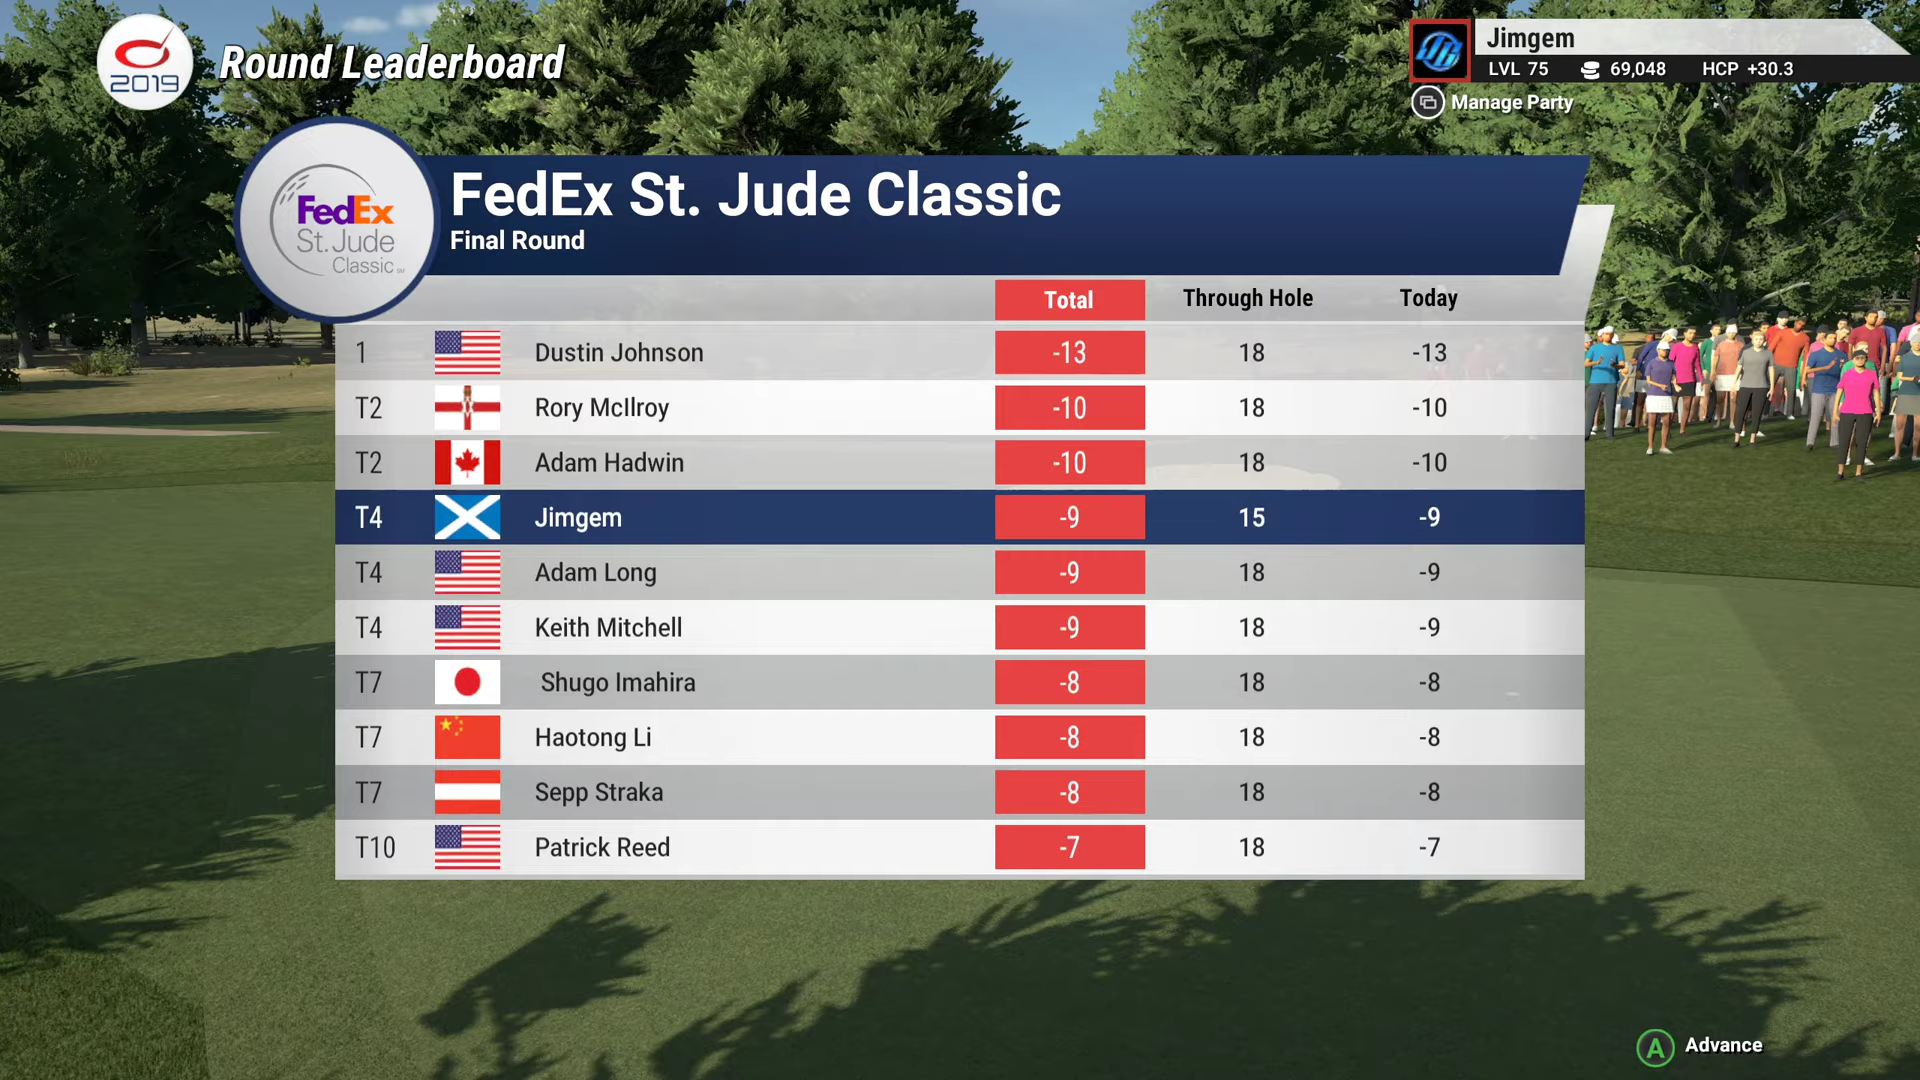 2019
Round Leaderboard
Jimgem
LVL 75 69,048 HCP +30.3
Manage Party
FedEx
St. Jude
Classic
FedEx St. Jude Classic
Final Round
Total Through Hole Today
1 Dustin Johnson -13 18 -13
T2 Rory McIlroy -10 18 -10
T2 Adam Hadwin -10 18 -10
T4 Jimgem -9 15 -9
T4 Adam Long -9 18 -9
T4 Keith Mitchell -9 18 -9
T7 Shugo Imahira -8 18 -8
T7 Haotong Li -8 18 -8
T7 Sepp Straka -8 18 -8
T10 Patrick Reed -7 18 -7
A Advance